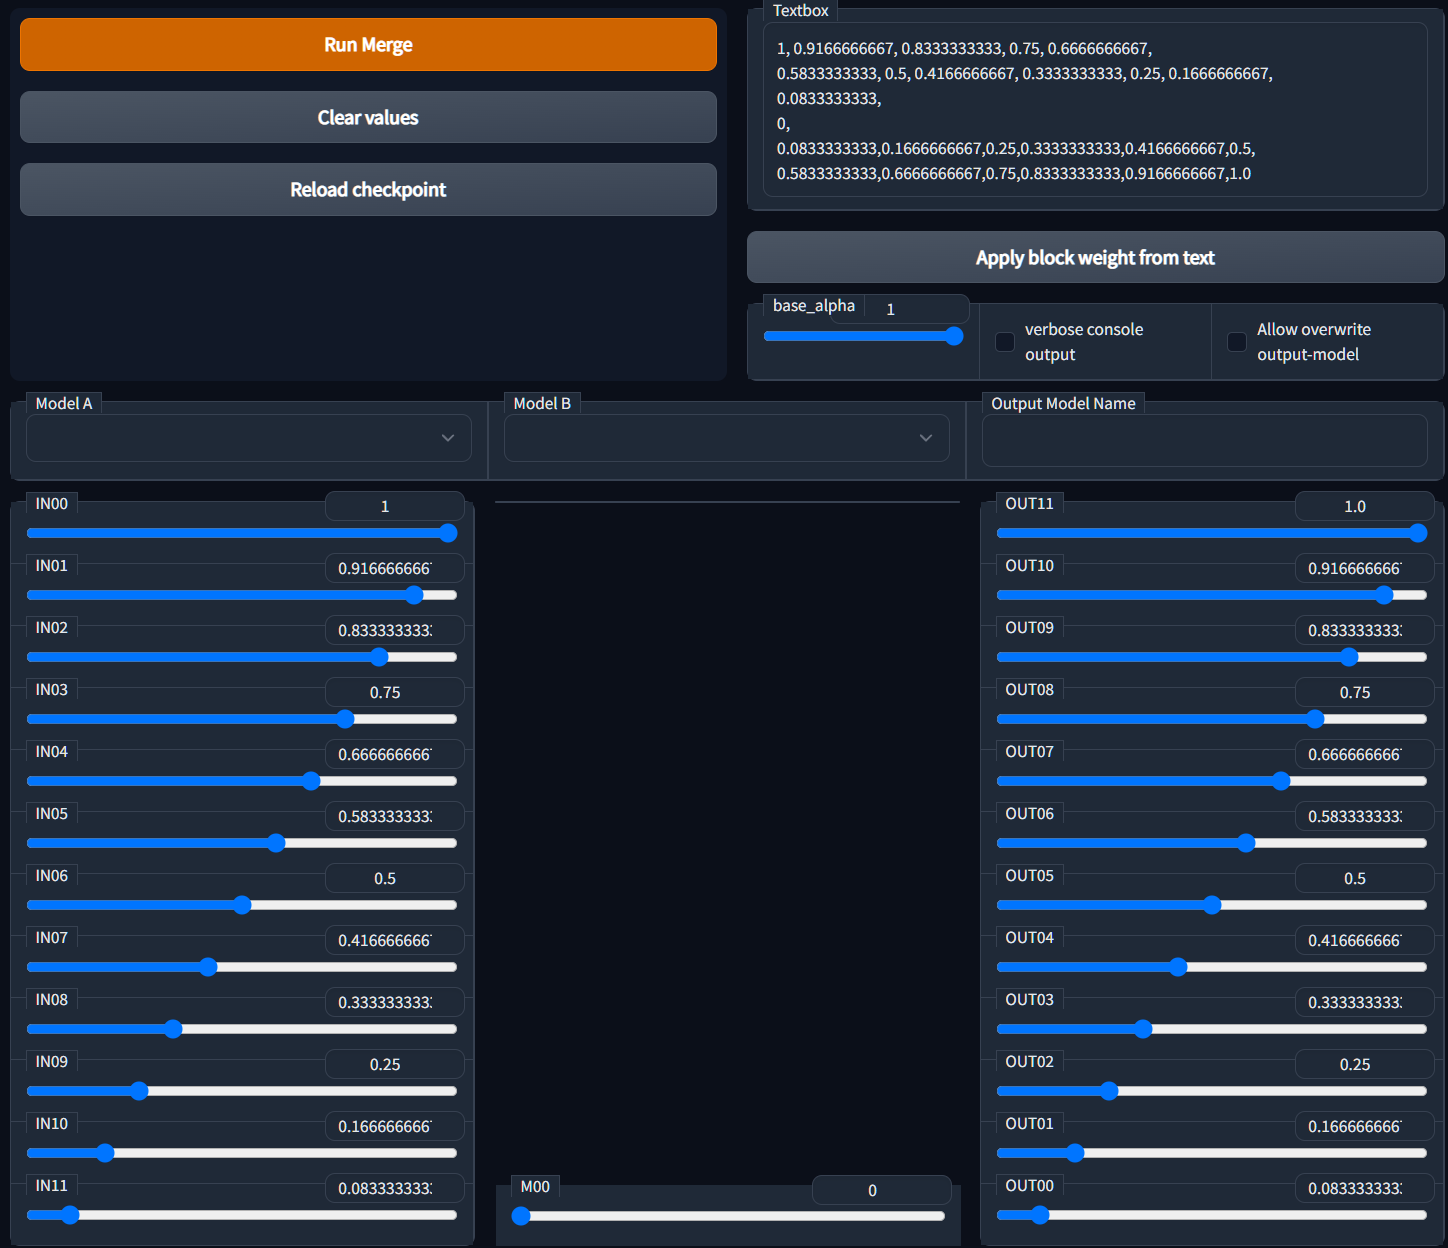 Run Merge
Clear values
Reload checkpoint
Textbox
1, 0.9166666667, 0.8333333333, 0.75, 0.6666666667,
0.5833333333, 0.5, 0.4166666667, 0.3333333333, 0.25, 0.1666666667,
0.0833333333,
0,
0.0833333333,0.1666666667,0.25,0.3333333333,0.4166666667,0.5,
0.5833333333,0.6666666667,0.75,0.8333333333,0.9166666667,1.0
Apply block weight from text
base_alpha 1
verbose console
output
Allow overwrite
output-model
Model A
Model B
Output Model Name
IN00 1
IN01 0.916666666
IN02 0.833333333
IN03 0.75
IN04 0.666666666
IN05 0.583333333
IN06 0.5
IN07 0.416666666
IN08 0.333333333
IN09 0.25
IN10 0.166666666
IN11 0.083333333
M00 0
OUT11 1.0
OUT10 0.916666666
OUT09 0.833333333
OUT08 0.75
OUT07 0.666666666
OUT06 0.583333333
OUT05 0.5
OUT04 0.416666666
OUT03 0.333333333
OUT02 0.25
OUT01 0.166666666
OUT00 0.083333333